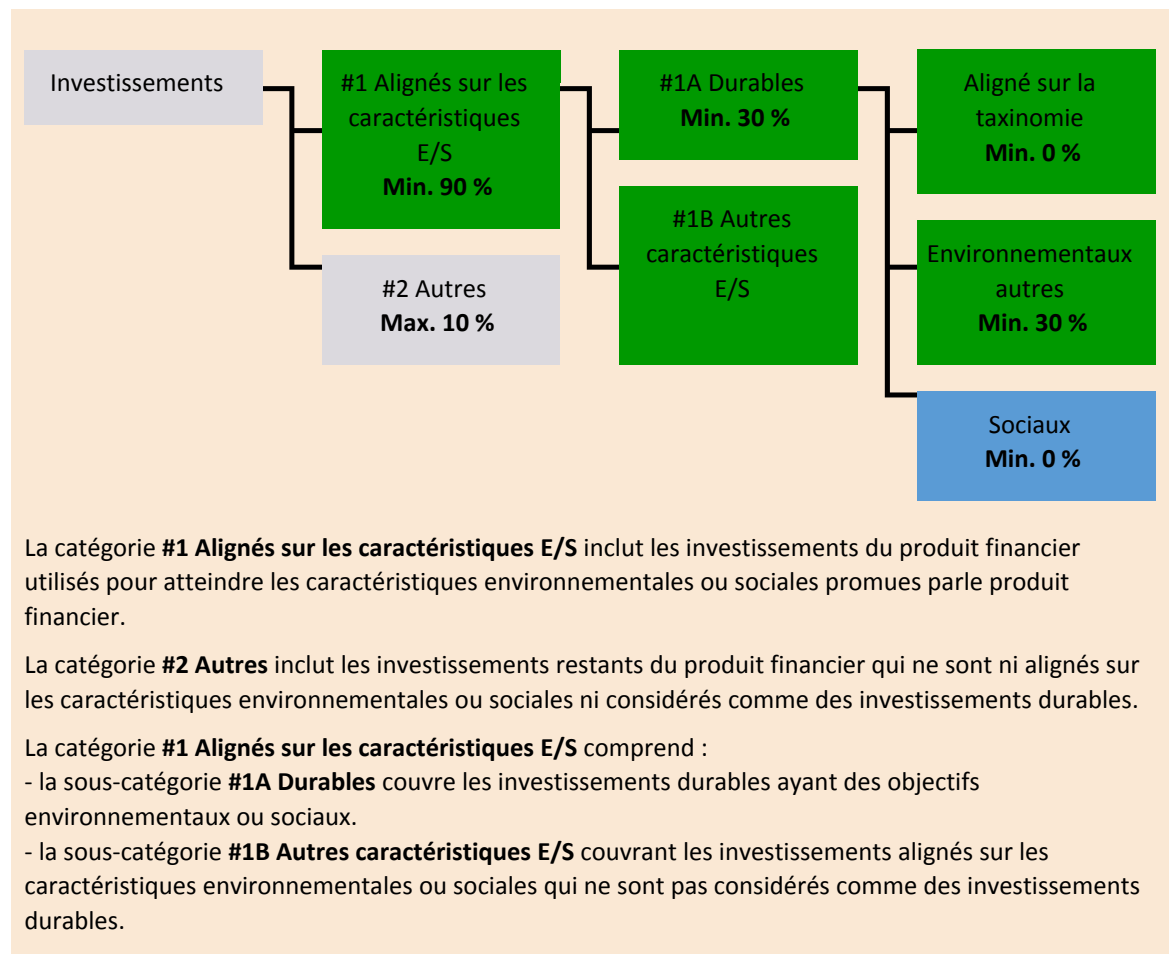 Investissements
#1 Alignés sur les
caractéristiques
E/S
Min. 90 %
#2 Autres
Max. 10 %
#1A Durables
Min. 30 %
#1B Autres
caractéristiques
E/S
Aligné sur la
taxinomie
Min. 0 %
Environnementaux
autres
Min. 30 %
Sociaux
Min. 0 %
La catégorie #1 Alignés sur les caractéristiques E/S inclut les investissements du produit financier
utilisés pour atteindre les caractéristiques environnementales ou sociales promues parle produit
financier.
La catégorie #2 Autres inclut les investissements restants du produit financier qui ne sont ni alignés sur
les caractéristiques environnementales ou sociales ni considérés comme des investissements durables.
La catégorie #1 Alignés sur les caractéristiques E/S comprend :
- la sous-catégorie #1A Durables couvre les investissements durables ayant des objectifs
environnementaux ou sociaux.
- la sous-catégorie #1B Autres caractéristiques E/S couvrant les investissements alignés sur les
caractéristiques environnementales ou sociales qui ne sont pas considérés comme des investissements
durables.